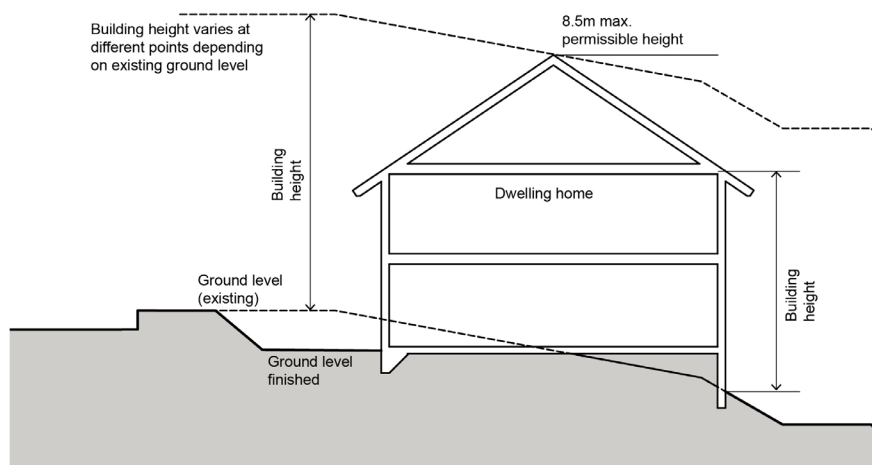 Building height varies at
different points depending
on existing ground level
8.5m max.
permissible height
Building
height
Dwelling home
Ground level
(existing)
Building
height
Ground level
finished